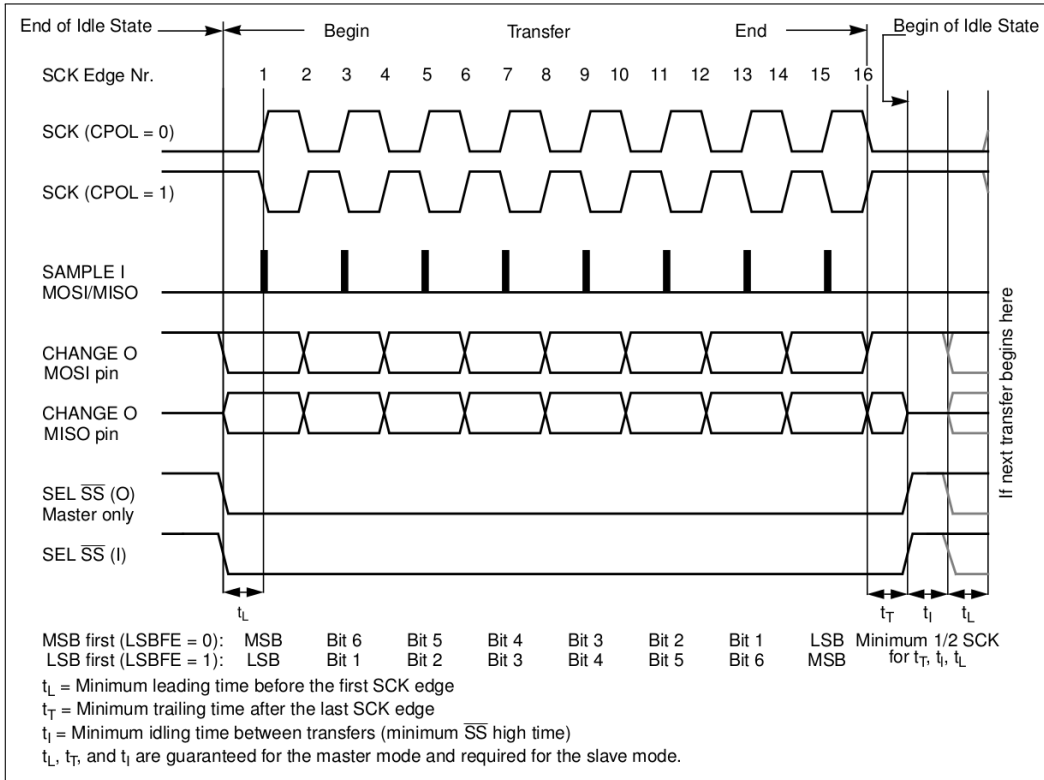 End of Idle State Begin Transfer End Begin of Idle State
SCK Edge Nr. 1 2 3 4 5 6 7 8 9 10 11 12 13 14 15 16
SCK (CPOL = 0)
SCK (CPOL = 1)
SAMPLE I
MOSI/MISO
CHANGE O
MOSI pin
CHANGE O
MISO pin
SEL SS (O)
Master only
SEL SS (I)
If next transfer begins here
tL tT tI tL
MSB first (LSBFE = 0): MSB Bit 6 Bit 5 Bit 4 Bit 3 Bit 2 Bit 1 LSB Minimum 1/2 SCK
LSB first (LSBFE = 1): LSB Bit 1 Bit 2 Bit 3 Bit 4 Bit 5 Bit 6 MSB for tT, tI, tL
tL = Minimum leading time before the first SCK edge
tT = Minimum trailing time after the last SCK edge
tI = Minimum idling time between transfers (minimum SS high time)
tL, tT, and tI are guaranteed for the master mode and required for the slave mode.